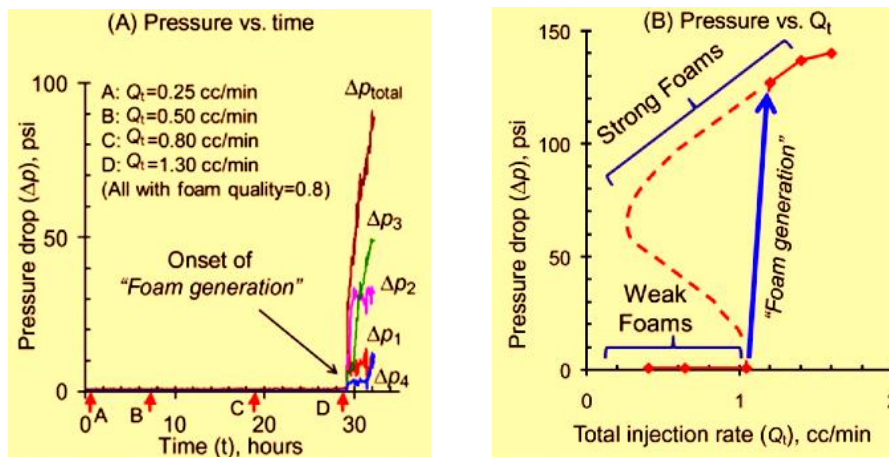 (A) Pressure vs. time
100
50
0
Pressure drop (Δp), psi
A: Qt=0.25 cc/min
B: Qt=0.50 cc/min
C: Qt=0.80 cc/min
D: Qt=1.30 cc/min
(All with foam quality=0.8)
Δptotal
Δp3
Δp2
Δp1
Δp4
Onset of
"Foam generation"
A
B
C
D
0
10
20
30
Time (t), hours
(B) Pressure vs. Qt
150
100
50
0
Pressure drop (Δp), psi
Strong Foams
"Foam generation"
Weak
Foams
0
1
2
Total injection rate (Qt), cc/min